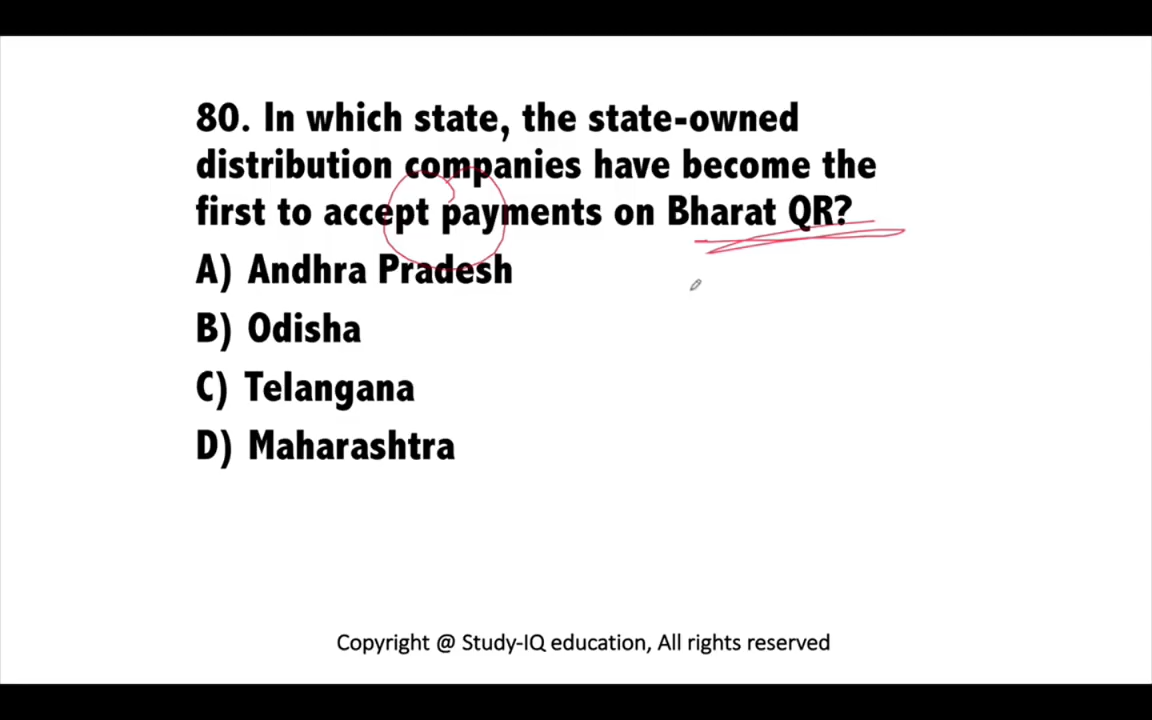 80. In which state, the state-owned
distribution companies have become the
first to accept payments on Bharat QR?
A) Andhra Pradesh
B) Odisha
C) Telangana
D) Maharashtra
Copyright @ Study-IQ education, All rights reserved